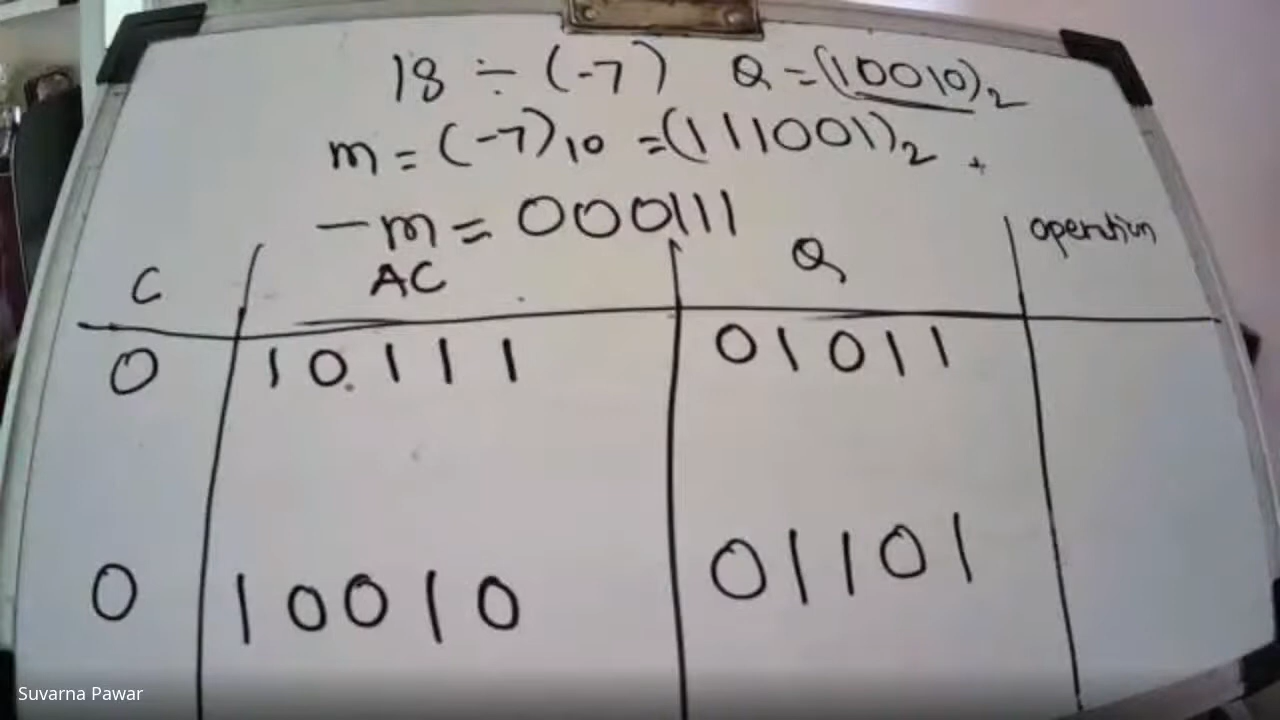 18 ÷ (-7) Q = (10010)2
m = (-7)10 = (111001)2 +
-m = 000111
C AC Q operation
0 10111 01011
0 10010 01101
Suvarna Pawar